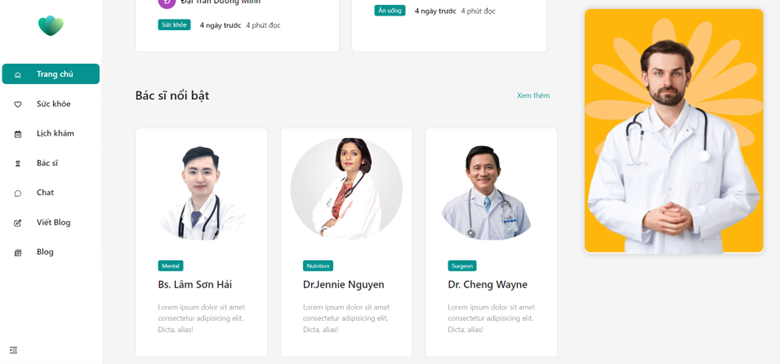 Đại Trần Dương Minh
Sức khỏe
4 ngày trước 4 phút đọc
Ăn uống
4 ngày trước 4 phút đọc
Trang chủ
Sức khỏe
Lịch khám
Bác sĩ
Chat
Viết Blog
Blog
Bác sĩ nổi bật
Xem thêm
Mental
Bs. Lâm Sơn Hải
Lorem ipsum dolor sit amet
consectetur adipisicing elit.
Dicta, alias!
Nutrition
Dr.Jennie Nguyen
Lorem ipsum dolor sit amet
consectetur adipisicing elit.
Dicta, alias!
Surgeon
Dr. Cheng Wayne
Lorem ipsum dolor sit amet
consectetur adipisicing elit.
Dicta, alias!